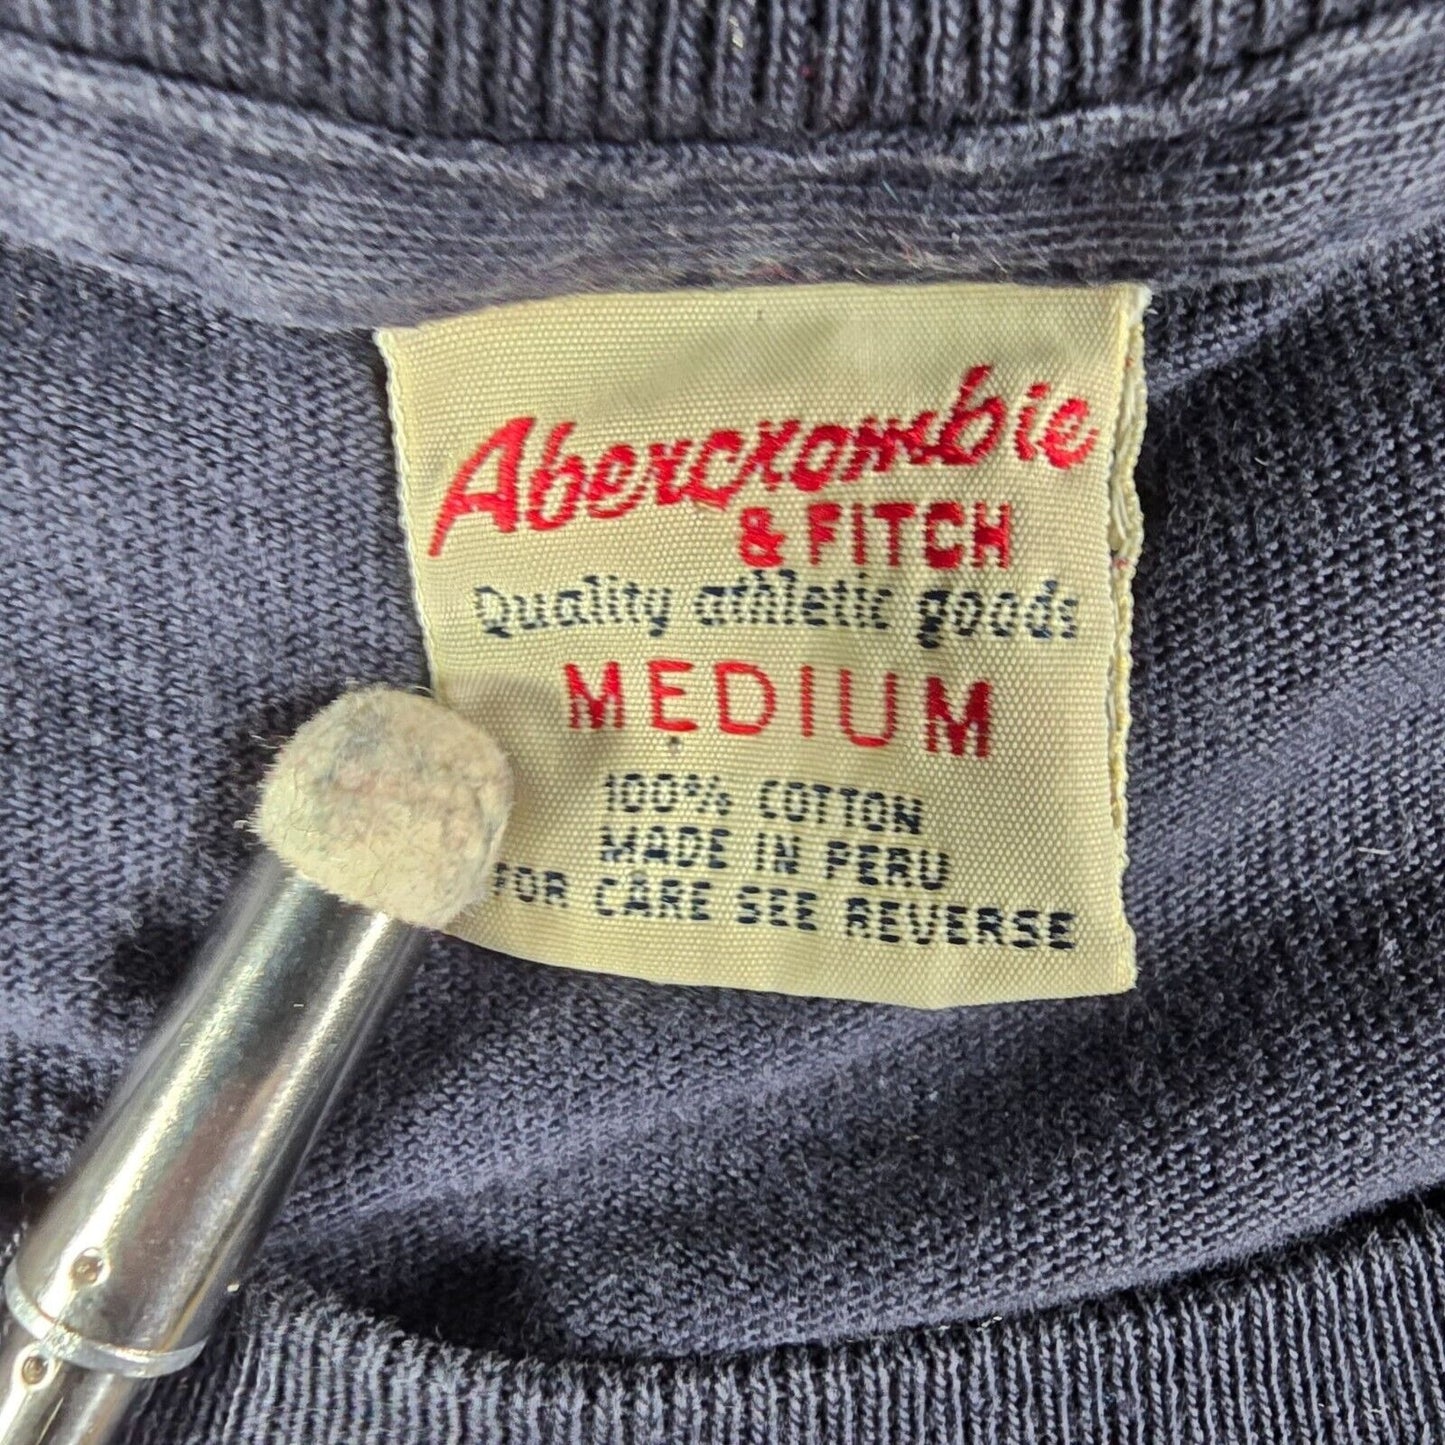 Abercrombie
& FITCH
Quality athletic goods
MEDIUM
100% COTTON
MADE IN PERU
FOR CARE SEE REVERSE